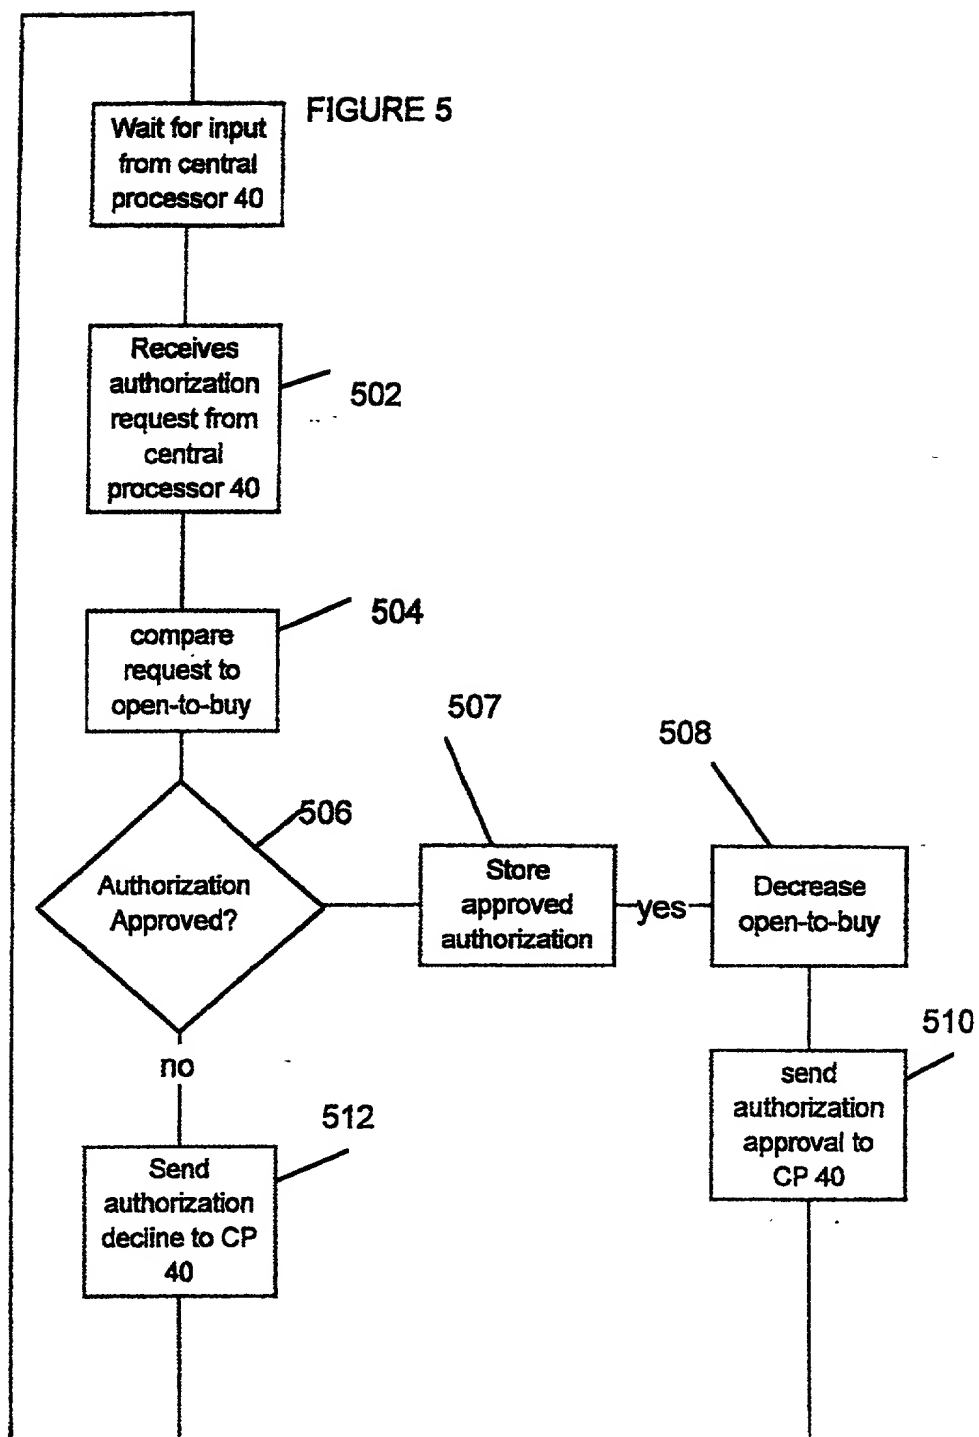 FIGURE 5
Wait for input
from central
processor 40
Receives
authorization
request from
central
processor 40
502
compare
request to
open-to-buy
504
506
Authorization
Approved?
507
Store
approved
authorization
yes
508
Decrease
open-to-buy
510
send
authorization
approval to
CP 40
no
512
Send
authorization
decline to CP
40